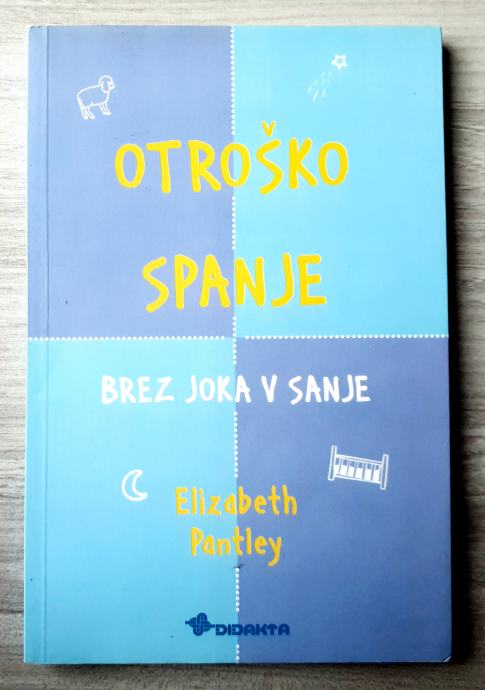 OTROŠKO
SPANJE
BREZ JOKA V SANJE
Elizabeth
Pantley
DIDAKTA